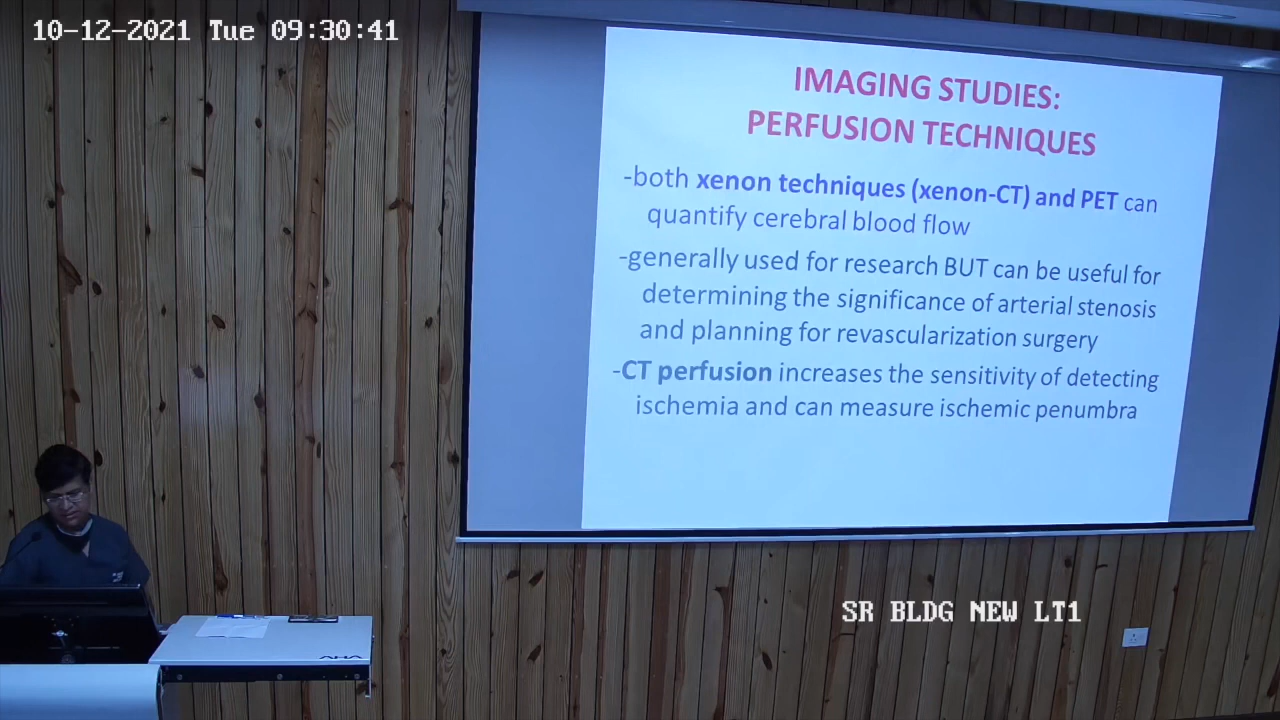 10-12-2021 Tue 09:30:41
IMAGING STUDIES:
PERFUSION TECHNIQUES
-both xenon techniques (xenon-CT) and PET can
quantify cerebral blood flow
-generally used for research BUT can be useful for
determining the significance of arterial stenosis
and planning for revascularization surgery
-CT perfusion increases the sensitivity of detecting
ischemia and can measure ischemic penumbra
SR BLDG NEW LT1
AHA